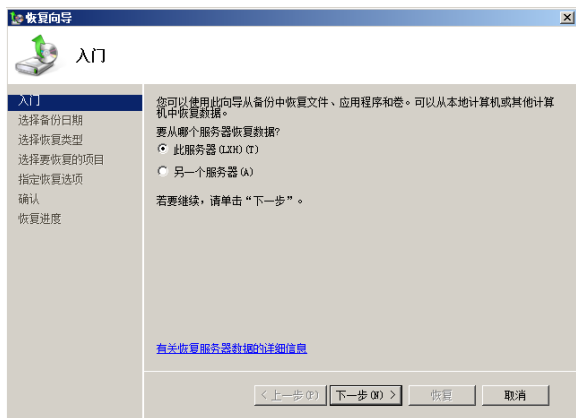 恢复向导
入门
入门
选择备份日期
选择恢复类型
选择要恢复的项目
指定恢复选项
确认
恢复进度
您可以使用此向导从备份中恢复文件、应用程序和卷。可以从本地计算机或其他计算
机中恢复数据。
要从哪个服务器恢复数据?
此服务器(LXH)(T)
另一个服务器(A)
若要继续，请单击“下一步”。
有关恢复服务器数据的详细信息
< 上一步(P)
下一步(N) >
恢复
取消